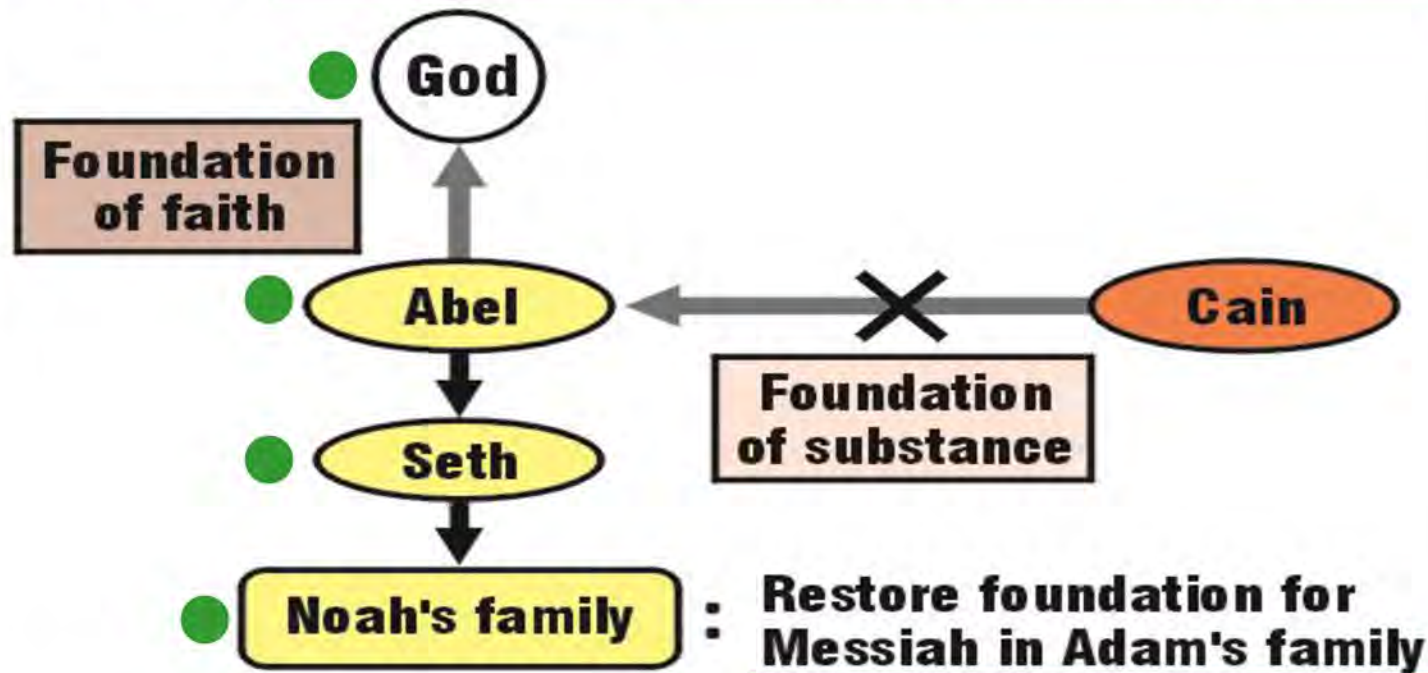 God
Foundation
of faith
Abel
Cain
Foundation
of substance
Seth
Noah's family : Restore foundation for
Messiah in Adam's family